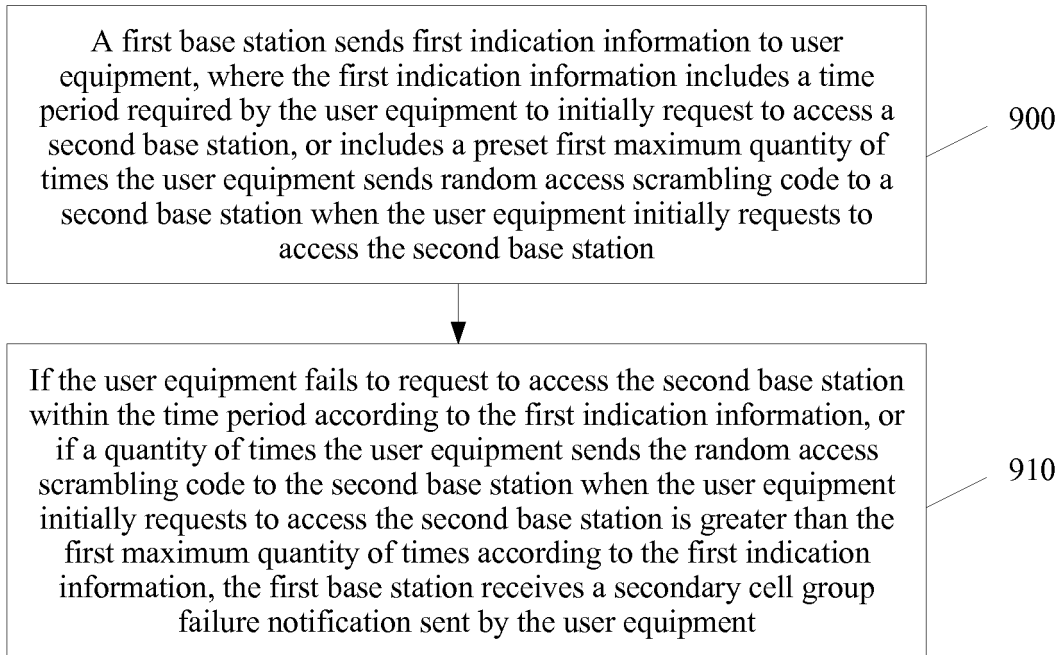 A first base station sends first indication information to user
equipment, where the first indication information includes a time
period required by the user equipment to initially request to access a
second base station, or includes a preset first maximum quantity of
times the user equipment sends random access scrambling code to a
second base station when the user equipment initially requests to
access the second base station
900
If the user equipment fails to request to access the second base station
within the time period according to the first indication information, or
if a quantity of times the user equipment sends the random access
scrambling code to the second base station when the user equipment
initially requests to access the second base station is greater than the
first maximum quantity of times according to the first indication
information, the first base station receives a secondary cell group
failure notification sent by the user equipment
910